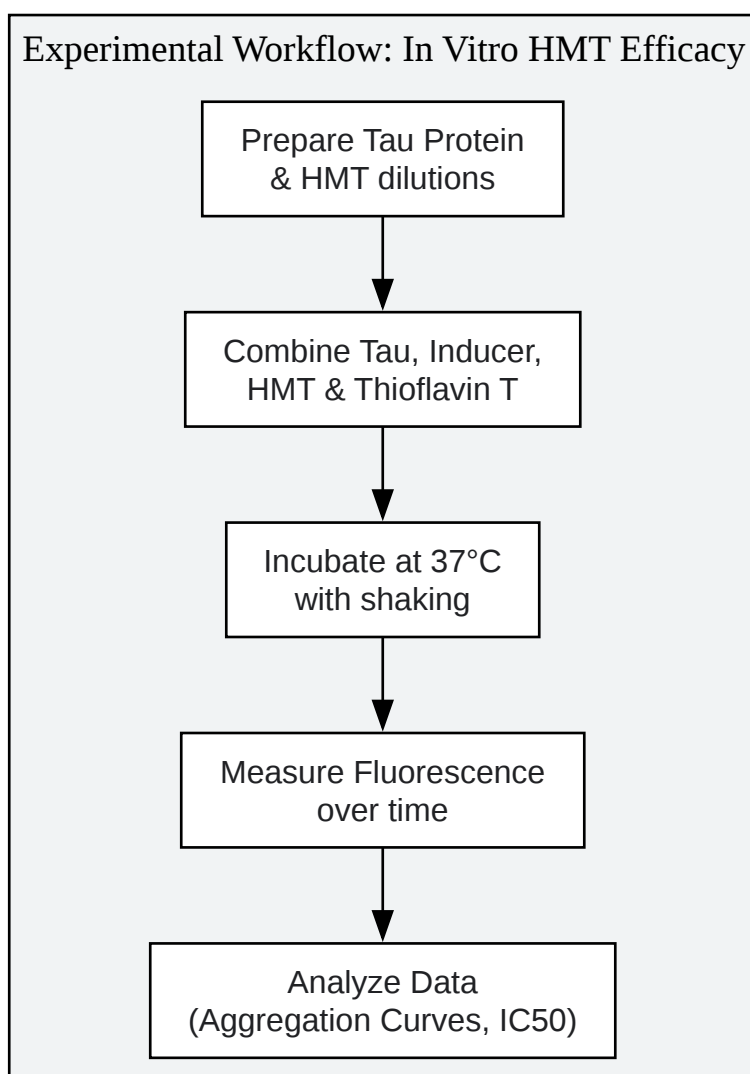 Experimental Workflow: In Vitro HMT Efficacy
Prepare Tau Protein
& HMT dilutions
Combine Tau, Inducer,
HMT & Thioflavin T
Incubate at 37°C
with shaking
Measure Fluorescence
over time
Analyze Data
(Aggregation Curves, IC50)